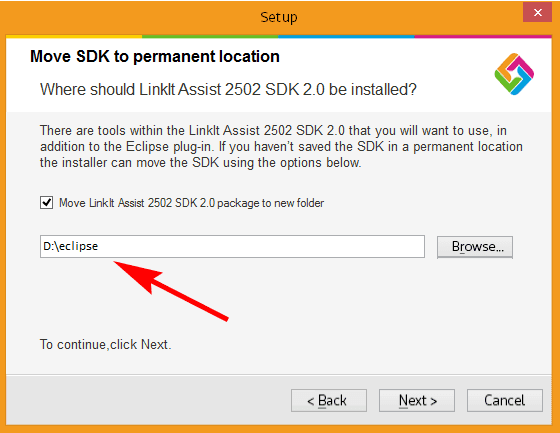 Setup
Move SDK to permanent location
Where should LinkIt Assist 2502 SDK 2.0 be installed?
There are tools within the LinkIt Assist 2502 SDK 2.0 that you will want to use, in
addition to the Eclipse plug-in. If you haven't saved the SDK in a permanent location
the installer can move the SDK using the options below.
Move LinkIt Assist 2502 SDK 2.0 package to new folder
D:\eclipse
Browse...
To continue,click Next.
< Back
Next >
Cancel